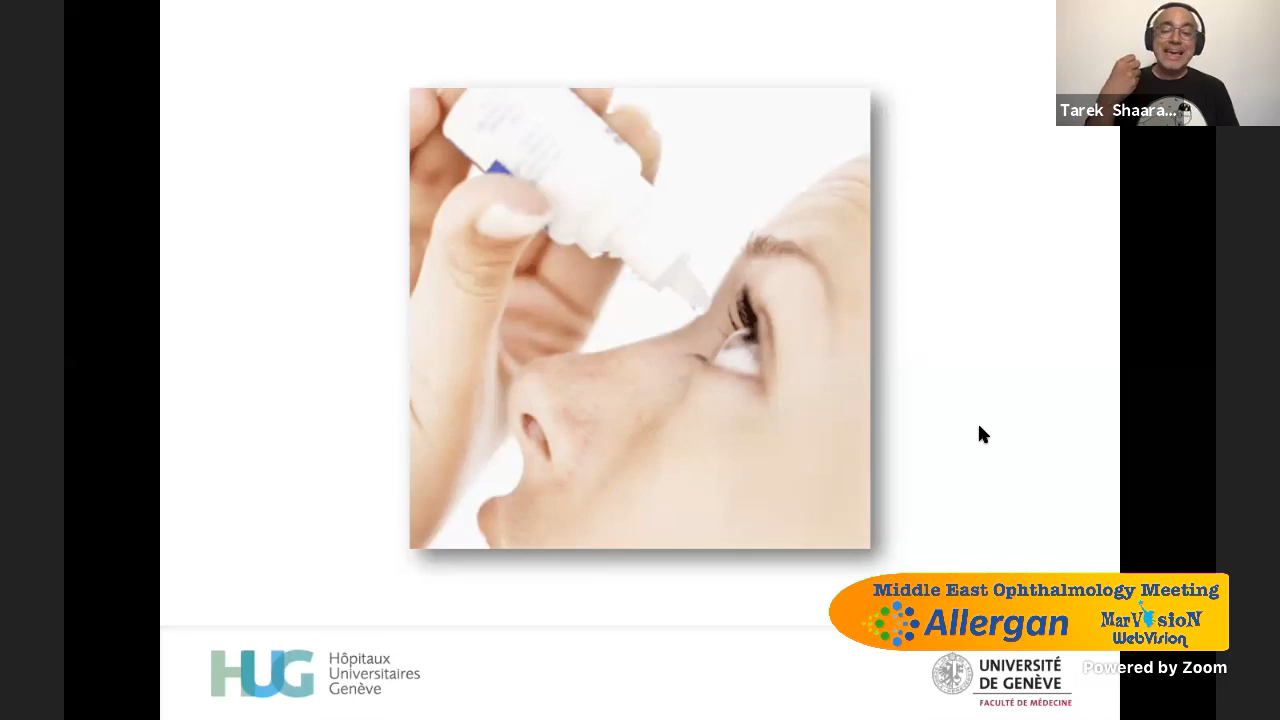 Tarek Shaara...
Middle East Ophthalmology Meeting
Allergan
MarVisioN
WebVision
Powered by Zoom
HUG
Hôpitaux
Universitaires
Genève
UNIVERSITÉ
DE GENÈVE
FACULTÉ DE MÉDECINE